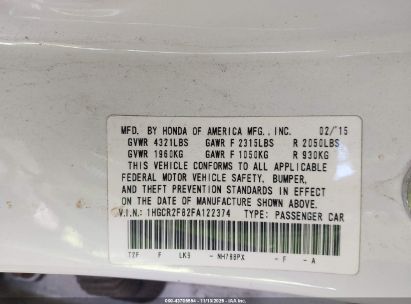 MFD. BY HONDA OF AMERICA MFG., INC. 02/15
GVWR 4321LBS GAWR F 2315LBS R 2050LBS
GVWR 1960KG GAWR F 1050KG R 930KG
THIS VEHICLE CONFORMS TO ALL APPLICABLE
FEDERAL MOTOR VEHICLE SAFETY, BUMPER,
AND THEFT PREVENTION STANDARDS IN EFFECT
ON THE DATE OF MANUFACTURE SHOWN ABOVE.
V.I.N.: 1HGCR2F82FA122374 TYPE: PASSENGER CAR
T2F F LK9 - NH788PX - F - A